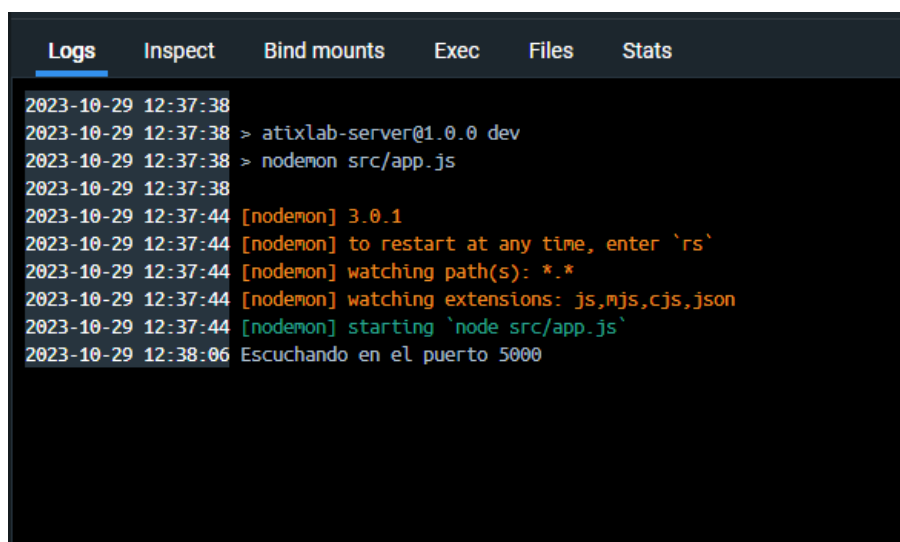 Logs Inspect Bind mounts Exec Files Stats
2023-10-29 12:37:38
2023-10-29 12:37:38 > atixlab-server@1.0.0 dev
2023-10-29 12:37:38 > nodemon src/app.js
2023-10-29 12:37:38
2023-10-29 12:37:44 [nodemon] 3.0.1
2023-10-29 12:37:44 [nodemon] to restart at any time, enter `rs`
2023-10-29 12:37:44 [nodemon] watching path(s): *.*
2023-10-29 12:37:44 [nodemon] watching extensions: js,mjs,cjs,json
2023-10-29 12:37:44 [nodemon] starting `node src/app.js`
2023-10-29 12:38:06 Escuchando en el puerto 5000